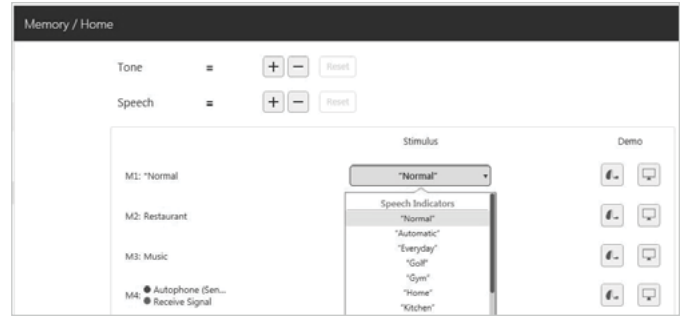 Memory / Home
Tone = + − Reset
Speech = + − Reset
Stimulus Demo
M1: "Normal "Normal"
Speech Indicators
M2: Restaurant "Normal"
"Automatic"
"Everyday"
M3: Music "Golf"
"Gym"
M4: Autophone (Sen... "Home"
Receive Signal "Kitchen"